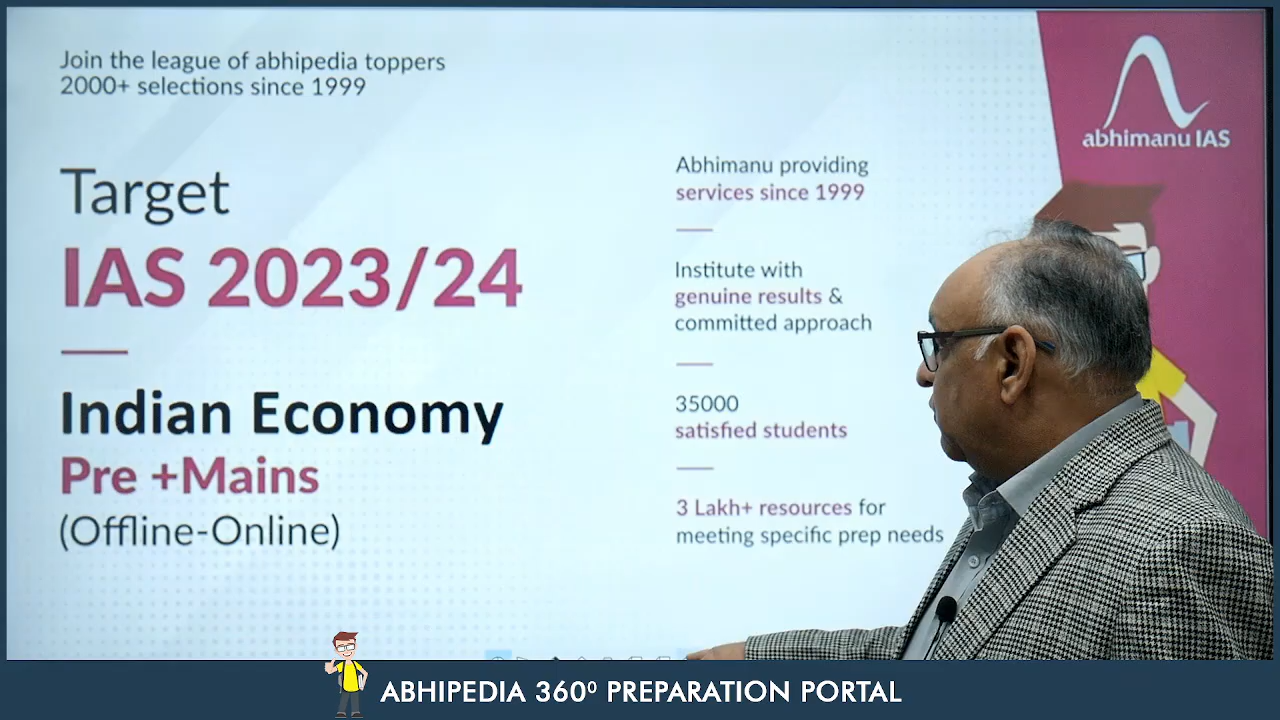 Join the league of abhipedia toppers
2000+ selections since 1999
Target
IAS 2023/24
Indian Economy
Pre +Mains
(Offline-Online)
Abhimanu providing
services since 1999
Institute with
genuine results &
committed approach
35000
satisfied students
3 Lakh+ resources for
meeting specific prep needs
abhimanu IAS
ABHIPEDIA 360⁰ PREPARATION PORTAL